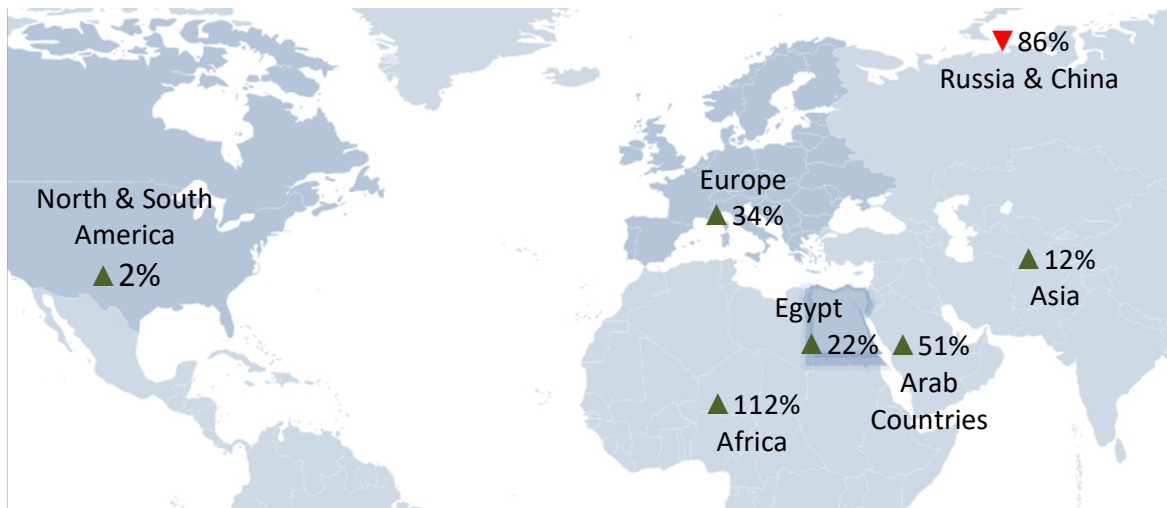 ▼ 86%
Russia & China
North & South
America
▲ 2%
Europe
▲ 34%
▲ 12%
Asia
Egypt
▲ 22%
▲ 51%
Arab
Countries
▲ 112%
Africa